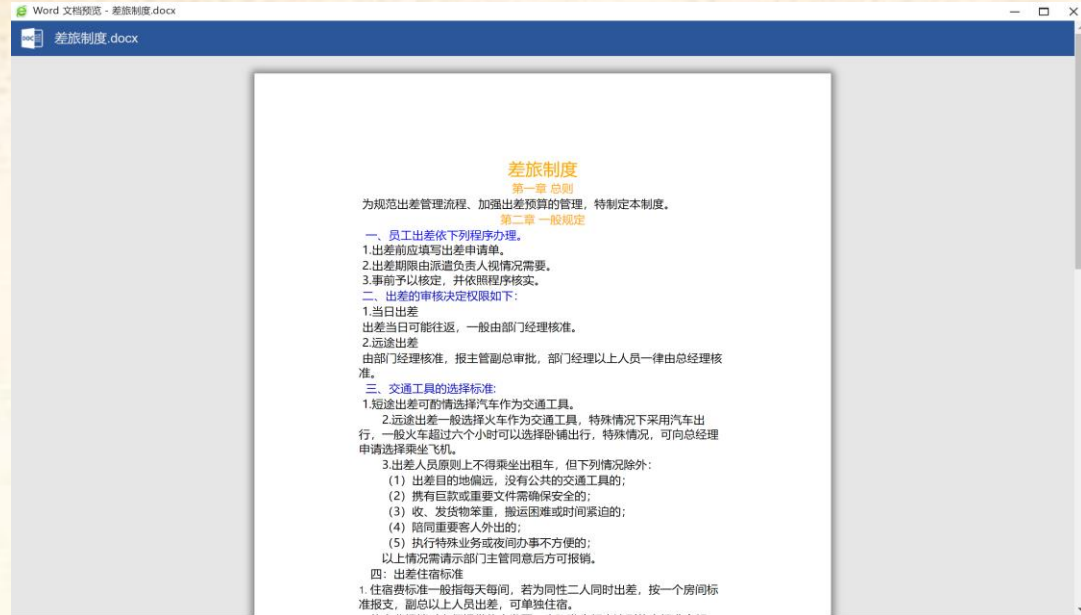 Word 文档预览 - 差旅制度.docx
差旅制度.docx
差旅制度
第一章 总则
为规范出差管理流程、加强出差预算的管理，特制定本制度。
第二章 一般规定
一、员工出差依下列程序办理。
1.出差前应填写出差申请单。
2.出差期限由派遣负责人视情况需要。
3.事前予以核定，并依照程序核实。
二、出差的审核决定权限如下：
1.当日出差
出差当日可能往返，一般由部门经理核准。
2.远途出差
由部门经理核准，报主管副总审批，部门经理以上人员一律由总经理核
准。
三、交通工具的选择标准:
1.短途出差可酌情选择汽车作为交通工具。
2.远途出差一般选择火车作为交通工具，特殊情况下采用汽车出
行，一般火车超过六个小时可以选择卧铺出行，特殊情况，可向总经理
申请选择乘坐飞机。
3.出差人员原则上不得乘坐出租车，但下列情况除外：
（1）出差目的地偏远，没有公共的交通工具的；
（2）携有巨款或重要文件需确保安全的；
（3）收、发货物笨重，搬运困难或时间紧迫的；
（4）陪同重要客人外出的；
（5）执行特殊业务或夜间办事不方便的；
以上情况需请示部门主管同意后方可报销。
四：出差住宿标准
1. 住宿费标准一般指每天每间，若为同性二人同时出差，按一个房间标
准报支，副总以上人员出差，可单独住宿。